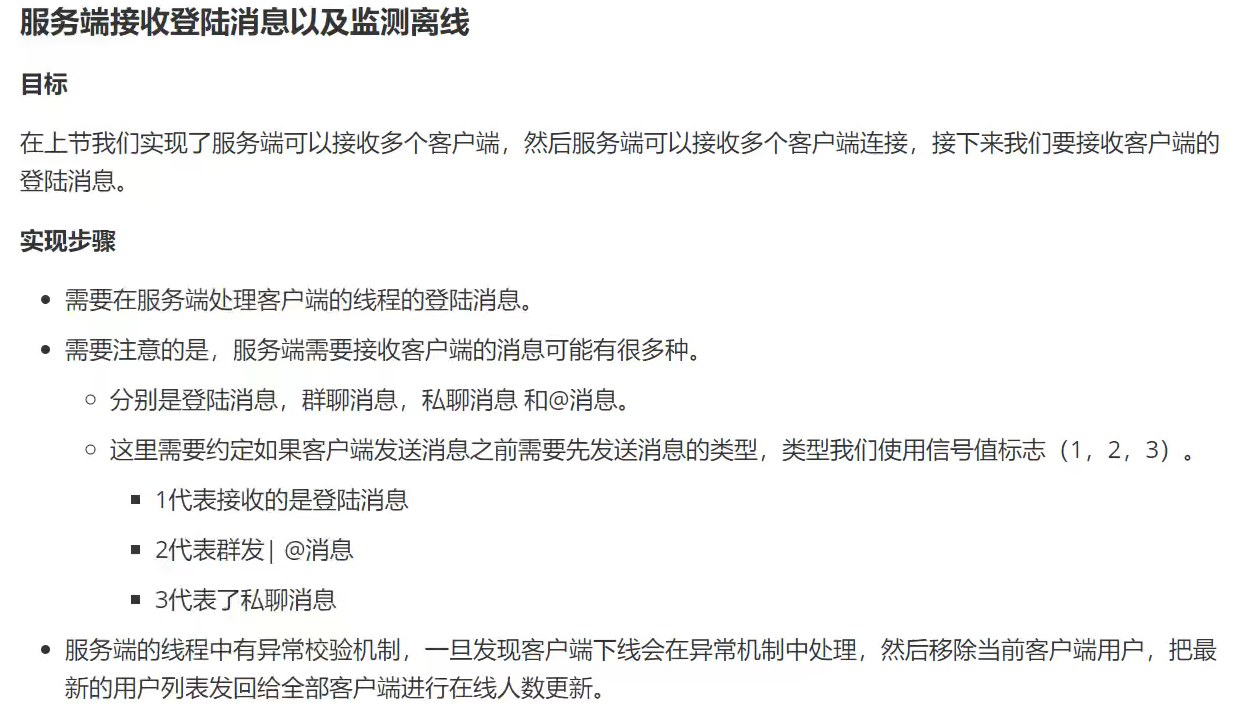 服务端接收登陆消息以及监测离线
目标
在上节我们实现了服务端可以接收多个客户端，然后服务端可以接收多个客户端连接，接下来我们要接收客户端的
登陆消息。
实现步骤
需要在服务端处理客户端的线程的登陆消息。
需要注意的是，服务端需要接收客户端的消息可能有很多种。
分别是登陆消息，群聊消息，私聊消息 和@消息。
这里需要约定如果客户端发送消息之前需要先发送消息的类型，类型我们使用信号值标志（1，2，3）。
1代表接收的是登陆消息
2代表群发| @消息
3代表了私聊消息
服务端的线程中有异常校验机制，一旦发现客户端下线会在异常机制中处理，然后移除当前客户端用户，把最
新的用户列表发回给全部客户端进行在线人数更新。